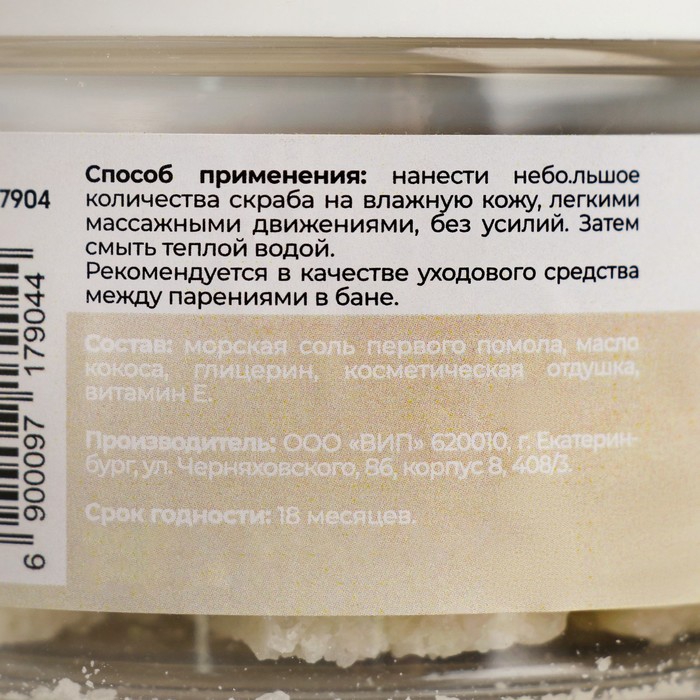 7904
Способ применения: нанести небо.льшое
количества скраба на влажную кожу, легкими
массажными движениями, без усилий. Затем
смыть теплой водой.
Рекомендуется в качестве уходового средства
между парениями в бане.
Состав: морская соль первого помола, масло
кокоса, глицерин, косметическая отдушка,
витамин Е.
Производитель: ООО «ВИП» 620010, г. Екатерин-
бург, ул. Черняховского, 86, корпус 8, 408/3.
Срок годности: 18 месяцев.
6 900097 179044